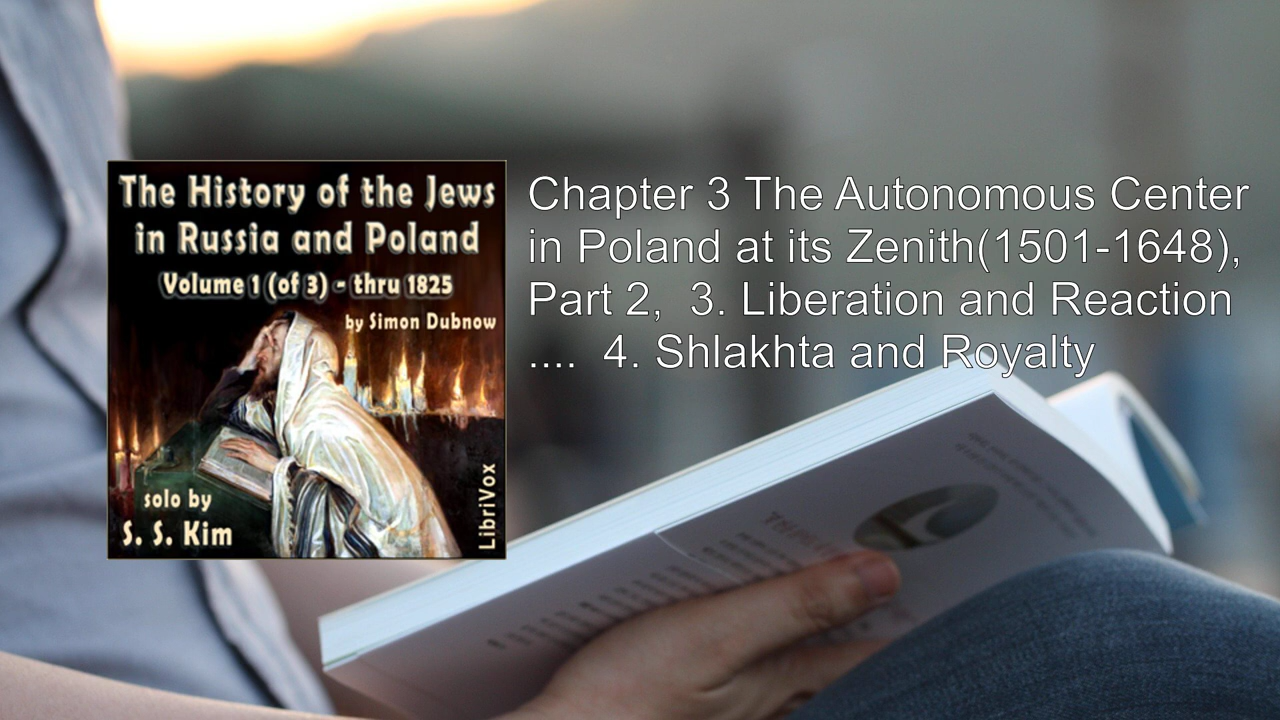 The History of the Jews
in Russia and Poland
Volume 1 (of 3) - thru 1825
by Simon Dubnow
solo by
S. S. Kim
LibriVox
Chapter 3 The Autonomous Center
in Poland at its Zenith(1501-1648),
Part 2,  3. Liberation and Reaction
....  4. Shlakhta and Royalty